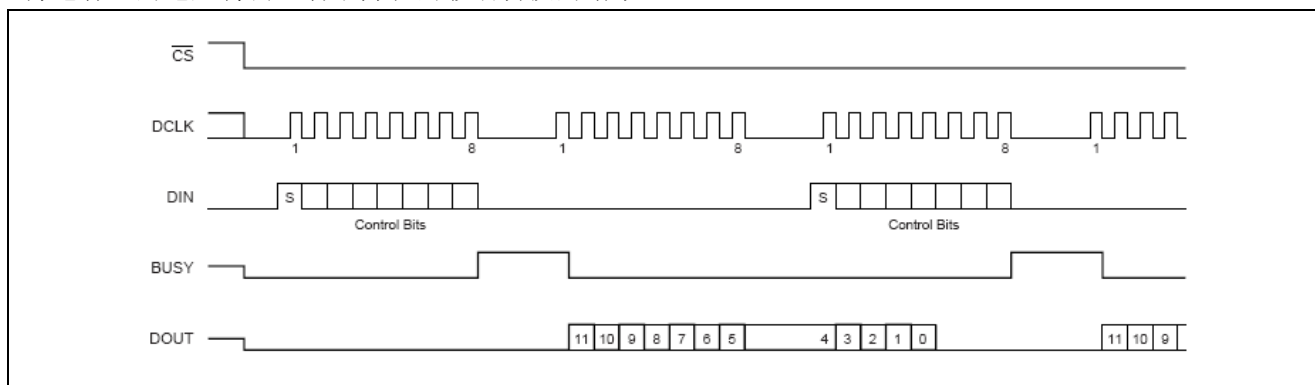 CS
DCLK
1 8 1 8 1 8 1
DIN
S S
Control Bits Control Bits
BUSY
DOUT
11 10 9 8 7 6 5 4 3 2 1 0 11 10 9